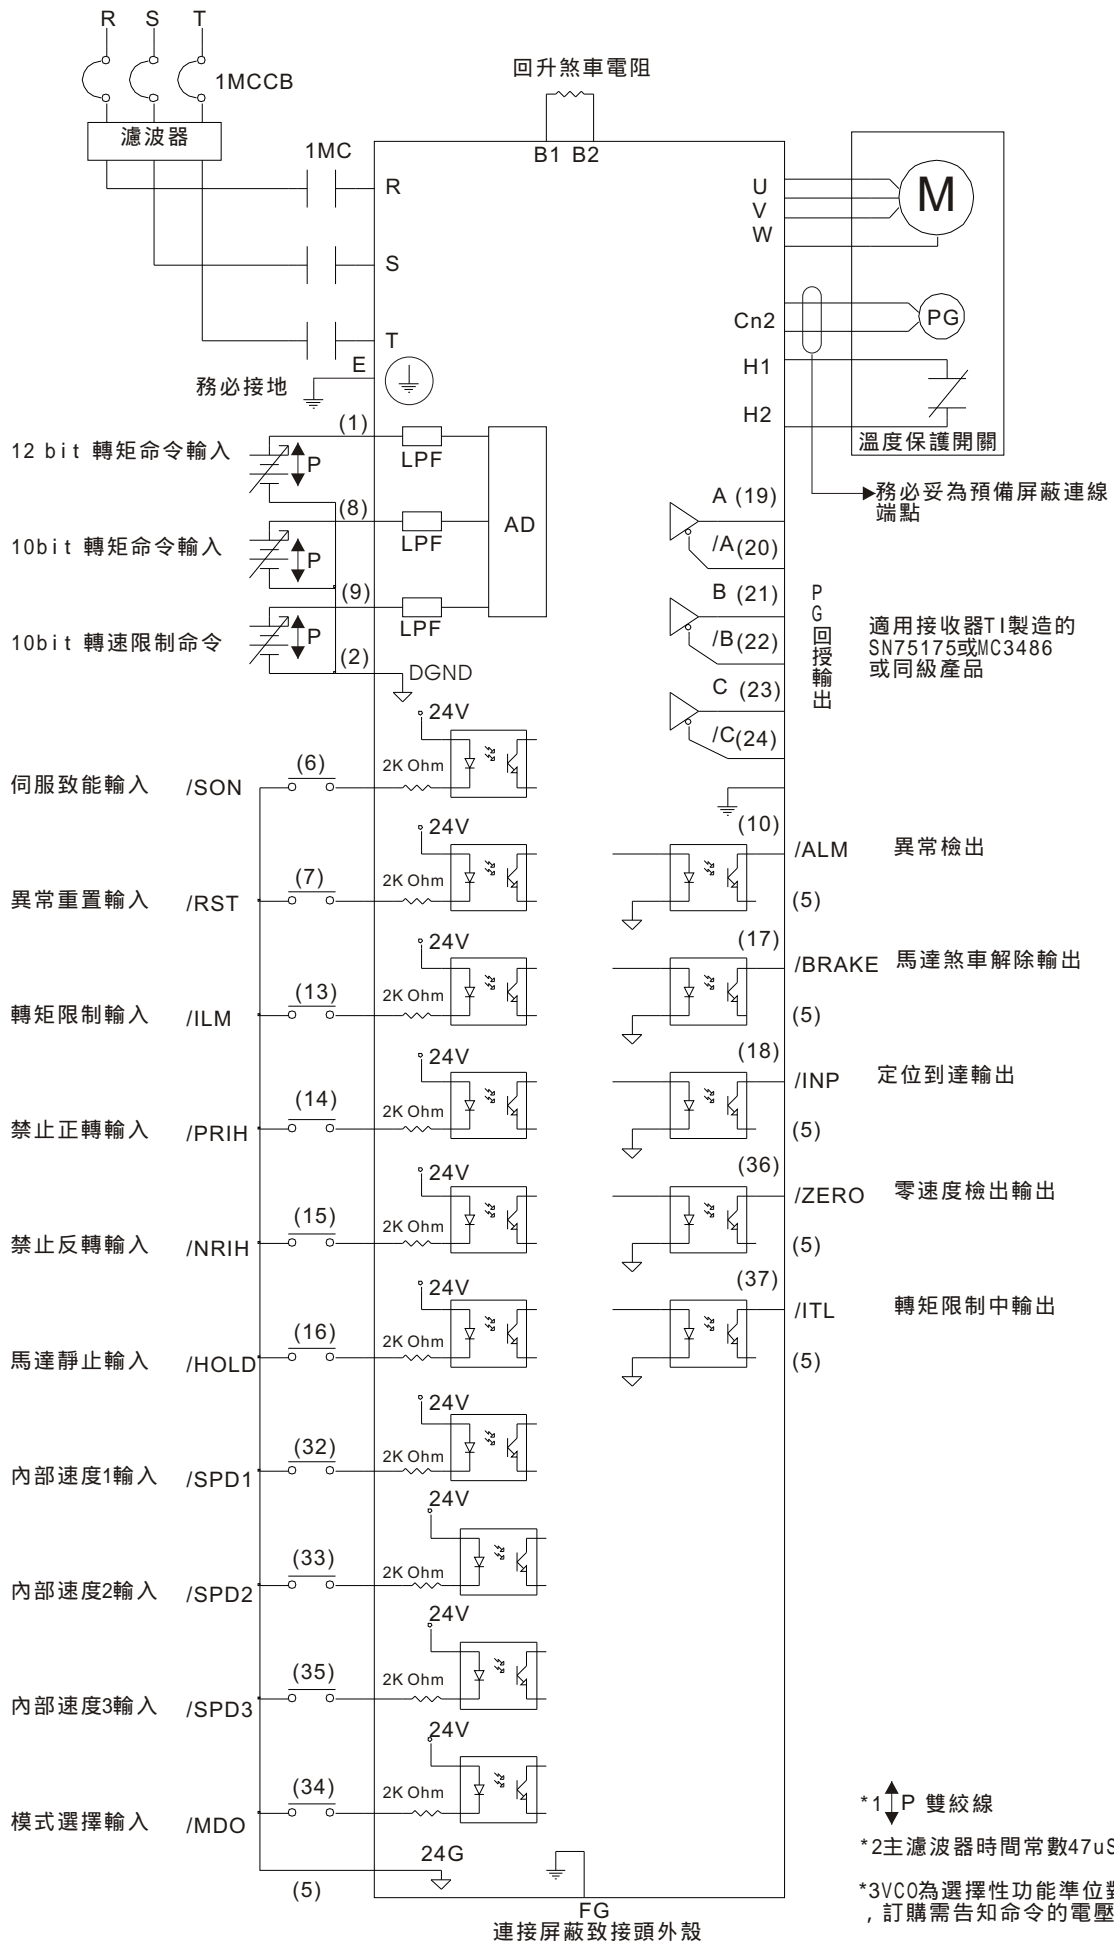 R S T
1MCCB
濾波器
1MC
回升煞車電阻
B1 B2
R
S
T
E
務必接地
U
V
W
M
Cn2
PG
H1
H2
溫度保護開關
務必妥為預備屏蔽連線
端點
12 bit 轉矩命令輸入
P
(1)
LPF
10bit 轉矩命令輸入
P
(8)
LPF
AD
10bit 轉速限制命令
P
(9)
LPF
(2)
DGND
A (19)
/A(20)
B (21)
/B(22)
C (23)
/C(24)
PG回授輸出
適用接收器TI製造的
SN75175或MC3486
或同級產品
伺服致能輸入 /SON (6) 2K Ohm 24V
異常重置輸入 /RST (7) 2K Ohm 24V
轉矩限制輸入 /ILM (13) 2K Ohm 24V
禁止正轉輸入 /PRIH (14) 2K Ohm 24V
禁止反轉輸入 /NRIH (15) 2K Ohm 24V
馬達靜止輸入 /HOLD (16) 2K Ohm 24V
內部速度1輸入 /SPD1 (32) 2K Ohm 24V
內部速度2輸入 /SPD2 (33) 2K Ohm 24V
內部速度3輸入 /SPD3 (35) 2K Ohm 24V
模式選擇輸入 /MDO (34) 2K Ohm 24V
(5)
24G
(10) /ALM 異常檢出
(5)
(17) /BRAKE 馬達煞車解除輸出
(5)
(18) /INP 定位到達輸出
(5)
(36) /ZERO 零速度檢出輸出
(5)
(37) /ITL 轉矩限制中輸出
(5)
FG
連接屏蔽致接頭外殼
*1 P 雙絞線
*2主濾波器時間常數47uS
*3VCO為選擇性功能準位對
,訂購需告知命令的電壓